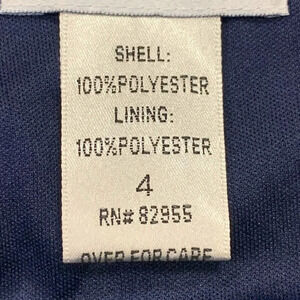 SHELL:
100%POLYESTER
LINING:
100%POLYESTER
4
RN# 82955
OVER FOR CARE